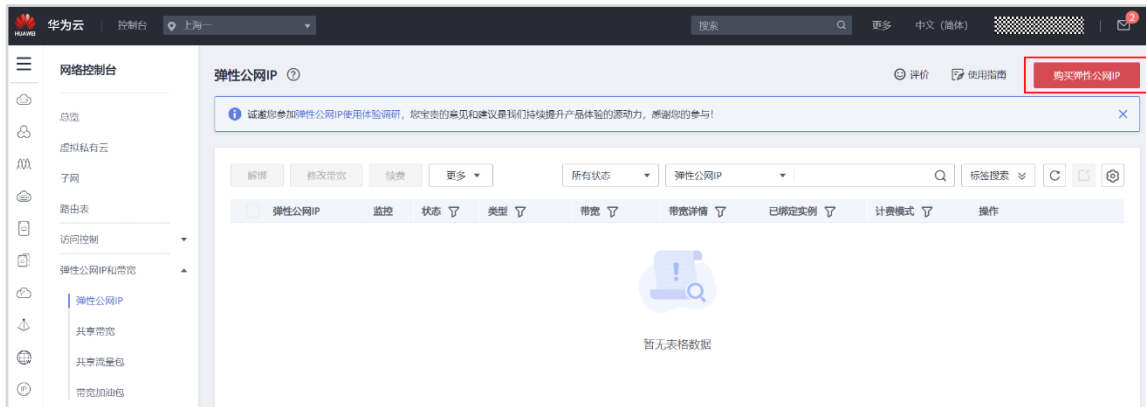 HUAWEI 华为云 控制台 上海一 搜索 更多 中文 (简体) 2
网络控制台
弹性公网IP
评价 使用指南 购买弹性公网IP
诚邀您参加弹性公网IP使用体验调研，您宝贵的意见和建议是我们持续提升产品体验的源动力，感谢您的参与！
总览
虚拟私有云
子网
路由表
访问控制
弹性公网IP和带宽
弹性公网IP
共享带宽
共享流量包
带宽加油包
解绑 修改带宽 续费 更多 所有状态 弹性公网IP 标签搜索
弹性公网IP 监控 状态 类型 带宽 带宽详情 已绑定实例 计费模式 操作
暂无表格数据